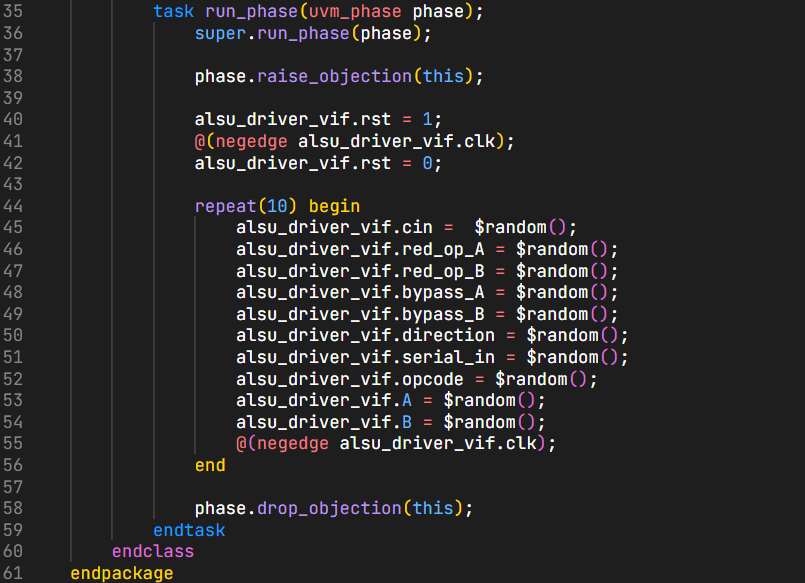 35 task run_phase(uvm_phase phase);
36 super.run_phase(phase);
37
38 phase.raise_objection(this);
39
40 alsu_driver_vif.rst = 1;
41 @(negedge alsu_driver_vif.clk);
42 alsu_driver_vif.rst = 0;
43
44 repeat(10) begin
45 alsu_driver_vif.cin =  $random();
46 alsu_driver_vif.red_op_A = $random();
47 alsu_driver_vif.red_op_B = $random();
48 alsu_driver_vif.bypass_A = $random();
49 alsu_driver_vif.bypass_B = $random();
50 alsu_driver_vif.direction = $random();
51 alsu_driver_vif.serial_in = $random();
52 alsu_driver_vif.opcode = $random();
53 alsu_driver_vif.A = $random();
54 alsu_driver_vif.B = $random();
55 @(negedge alsu_driver_vif.clk);
56 end
57
58 phase.drop_objection(this);
59 endtask
60 endclass
61 endpackage